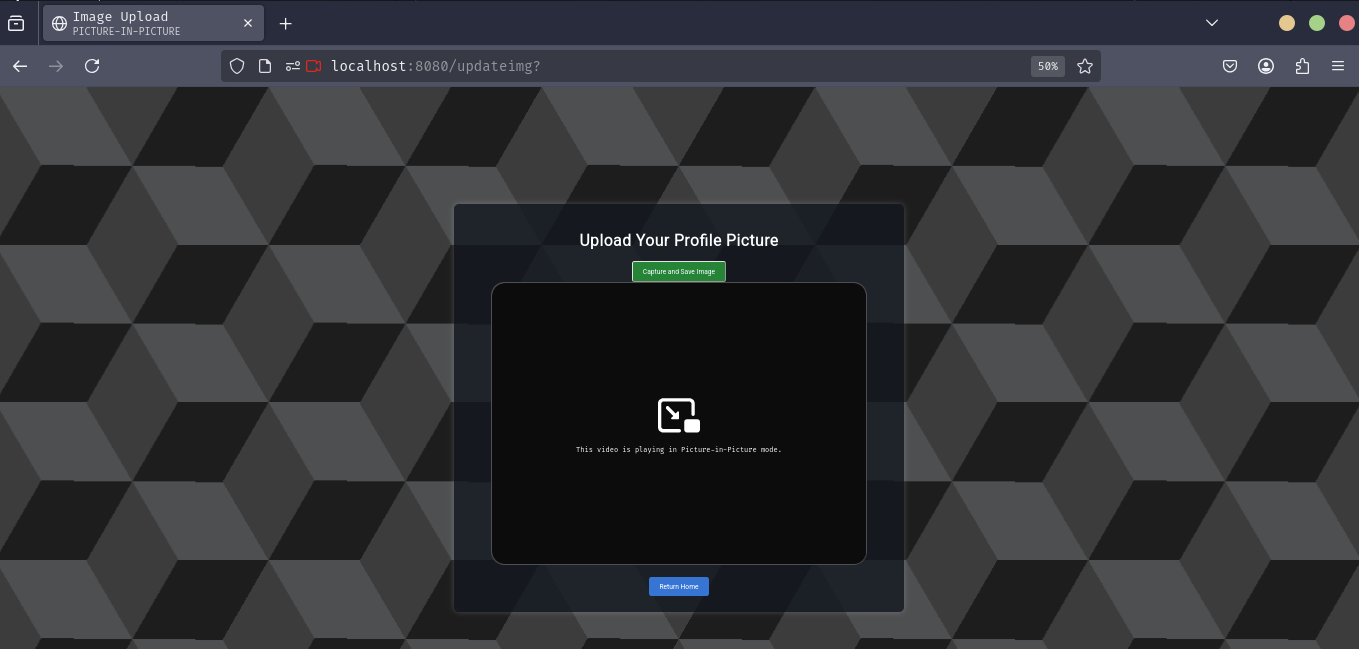 Image Upload
PICTURE-IN-PICTURE
localhost:8080/updateimg?
50%
Upload Your Profile Picture
Capture and Save Image
This video is playing in Picture-in-Picture mode.
Return Home